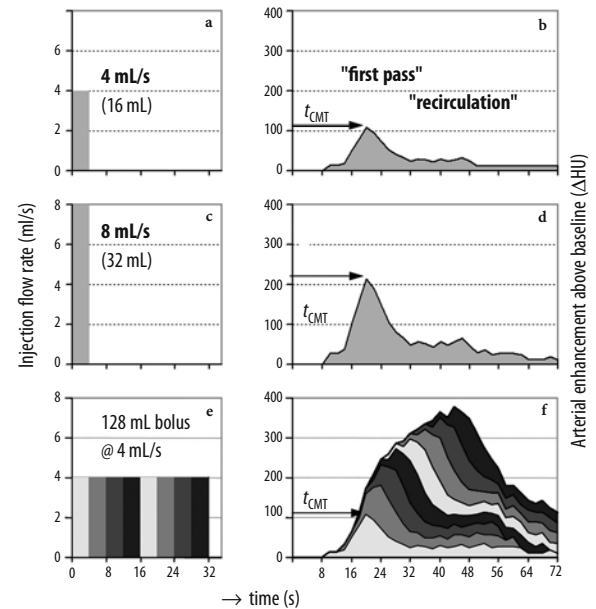 a
6
4
2
0
4 mL/s
(16 mL)
b
400
300
200
100
0
"first pass"
"recirculation"
tCMT
c
8
6
4
2
0
8 mL/s
(32 mL)
d
400
300
200
100
0
tCMT
e
8
6
4
2
0
128 mL bolus
@ 4 mL/s
0 8 16 24 32
f
400
300
200
100
0
tCMT
8 16 24 32 40 48 56 64 72
Injection flow rate (ml/s)
Arterial enhancement above baseline (ΔHU)
→ time (s)